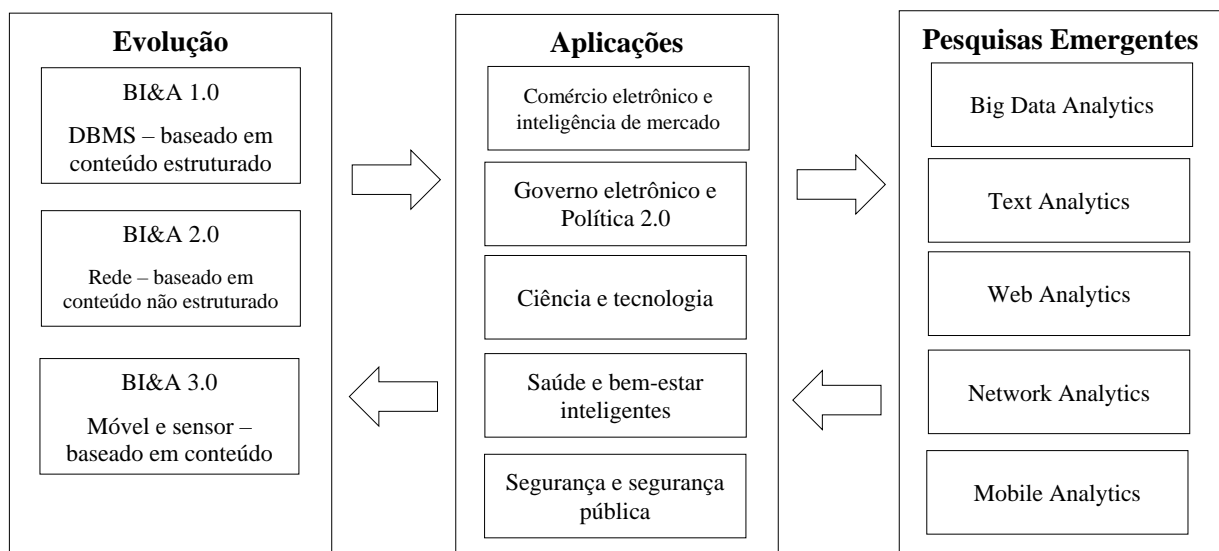 Evolução
BI&A 1.0
DBMS – baseado em
conteúdo estruturado
BI&A 2.0
Rede – baseado em
conteúdo não estruturado
BI&A 3.0
Móvel e sensor –
baseado em conteúdo
Aplicações
Comércio eletrônico e
inteligência de mercado
Governo eletrônico e
Política 2.0
Ciência e tecnologia
Saúde e bem-estar
inteligentes
Segurança e segurança
pública
Pesquisas Emergentes
Big Data Analytics
Text Analytics
Web Analytics
Network Analytics
Mobile Analytics